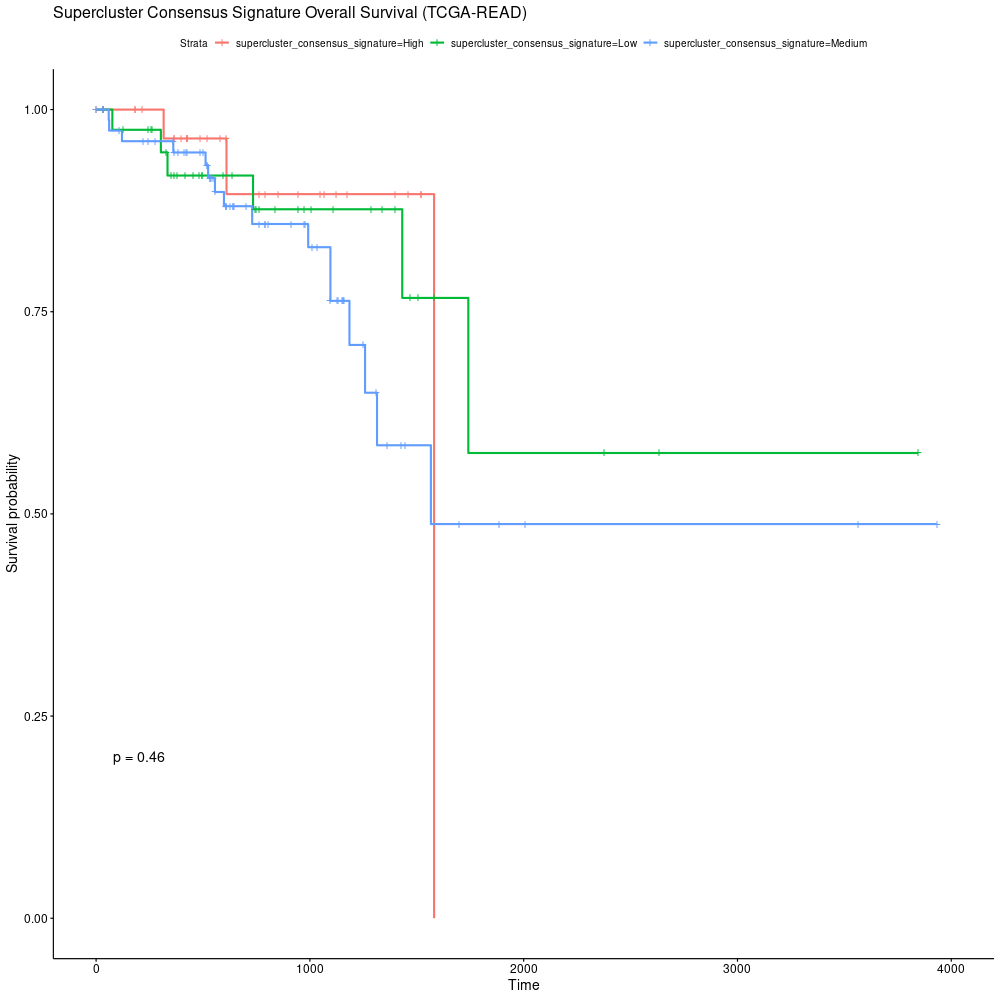 Supercluster Consensus Signature Overall Survival (TCGA-READ)
Strata supercluster_consensus_signature=High supercluster_consensus_signature=Low supercluster_consensus_signature=Medium
1.00
0.75
0.50
0.25
0.00
Survival probability
p = 0.46
0 1000 2000 3000 4000
Time